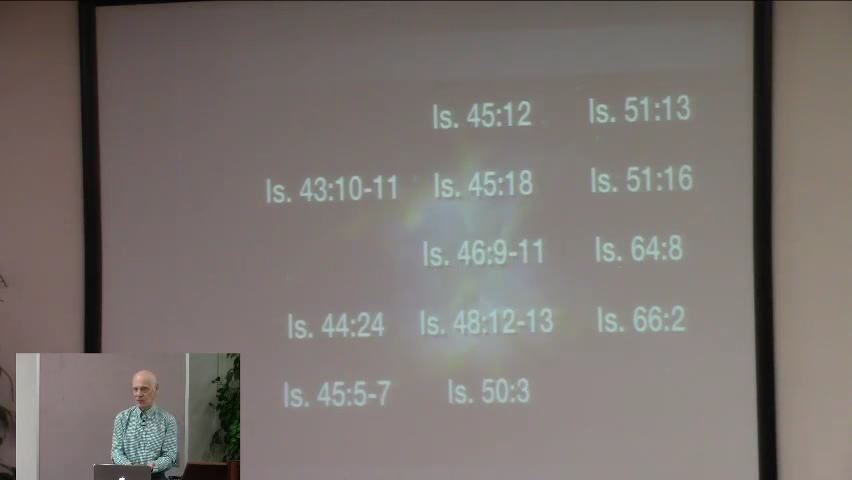 Is. 45:12 Is. 51:13
Is. 43:10-11 Is. 45:18 Is. 51:16
Is. 46:9-11 Is. 64:8
Is. 44:24 Is. 48:12-13 Is. 66:2
Is. 45:5-7 Is. 50:3